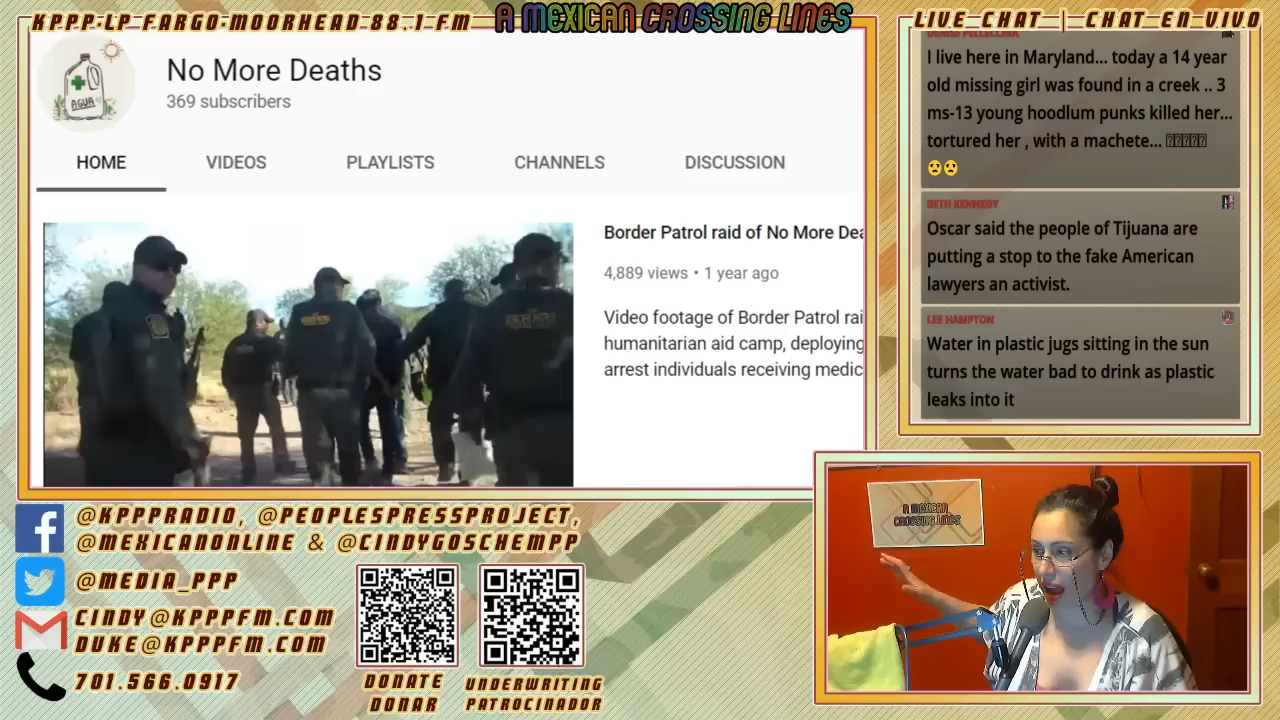 KPPP-LP FARGO-MOORHEAD 88.1 FM
A MEXICAN CROSSING LINES
LIVE CHAT | CHAT EN VIVO
No More Deaths
369 subscribers
AGUA
HOME
VIDEOS
PLAYLISTS
CHANNELS
DISCUSSION
Border Patrol raid of No More Dea
4,889 views • 1 year ago
Video footage of Border Patrol rai
humanitarian aid camp, deploying
arrest individuals receiving medic
I live here in Maryland... today a 14 year
old missing girl was found in a creek .. 3
ms-13 young hoodlum punks killed her...
tortured her , with a machete...
BETH KENNEDY
Oscar said the people of Tijuana are
putting a stop to the fake American
lawyers an activist.
LEE HAMPTON
Water in plastic jugs sitting in the sun
turns the water bad to drink as plastic
leaks into it
A MEXICAN
CROSSING LINES
@KPPPRADIO, @PEOPLESPRESSPROJECT,
@MEXICANONLINE & @CINDYGOSCHEMPP
@MEDIA_PPP
CINDY@KPPPFM.COM
DUKE@KPPPFM.COM
701.566.0917
DONATE
DONAR
UNDERWRITING
PATROCINADOR